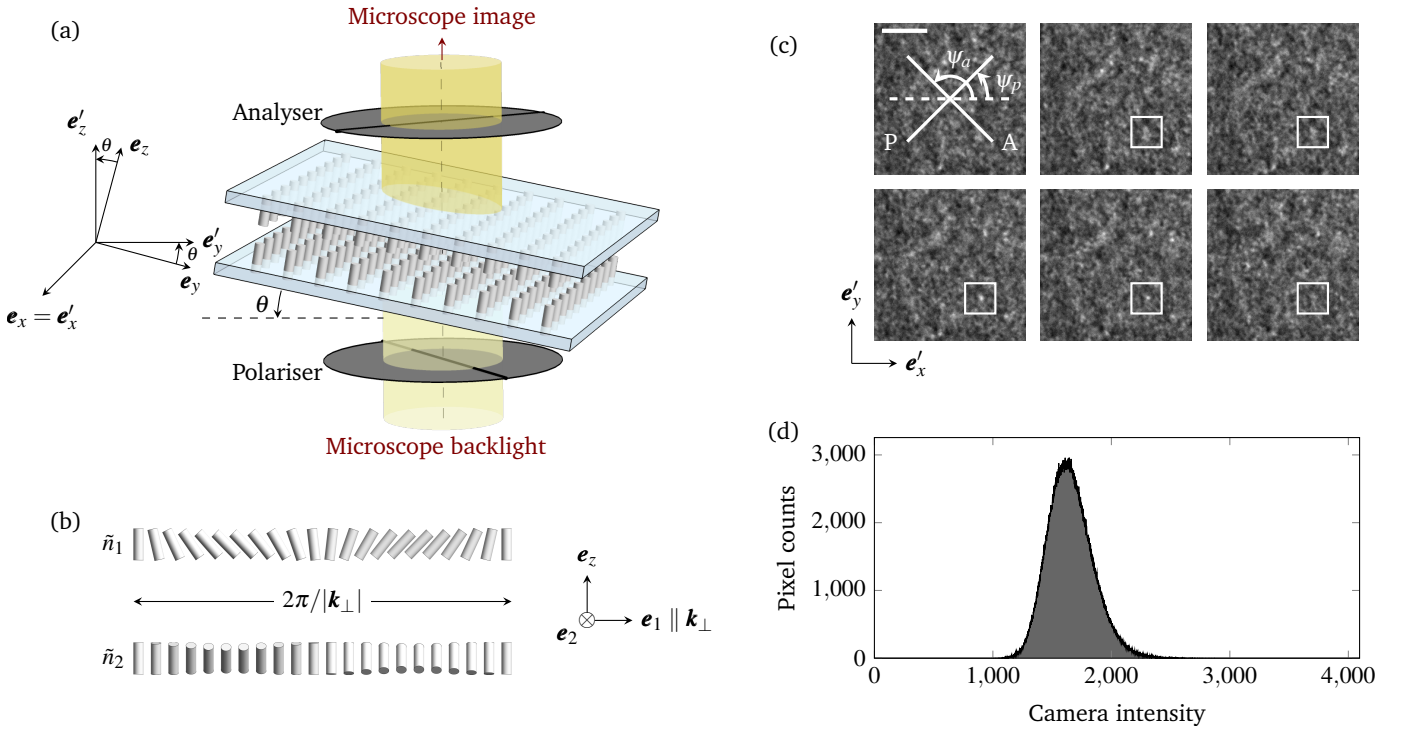 (a)
Microscope image
Analyser
e′z
θ
ez
e′y
θ
ey
ex = e′x
θ
Polariser
Microscope backlight
(b)
ñ1
2π/|k⊥|
ñ2
ez
e1 ∥ k⊥
e2
(c)
ψa
ψp
P
A
e′y
e′x
(d)
Pixel counts
3,000
2,000
1,000
0
0
1,000
2,000
3,000
4,000
Camera intensity